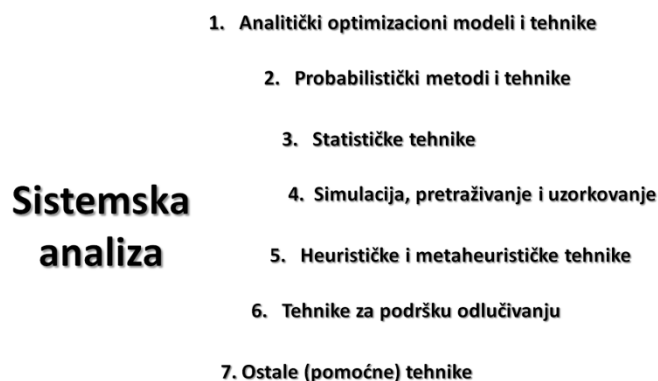 1. Analitički optimizacioni modeli i tehnike
2. Probabilistički metodi i tehnike
3. Statističke tehnike
4. Simulacija, pretraživanje i uzorkovanje
Sistemska
analiza
5. Heurističke i metaheurističke tehnike
6. Tehnike za podršku odlučivanju
7. Ostale (pomoćne) tehnike